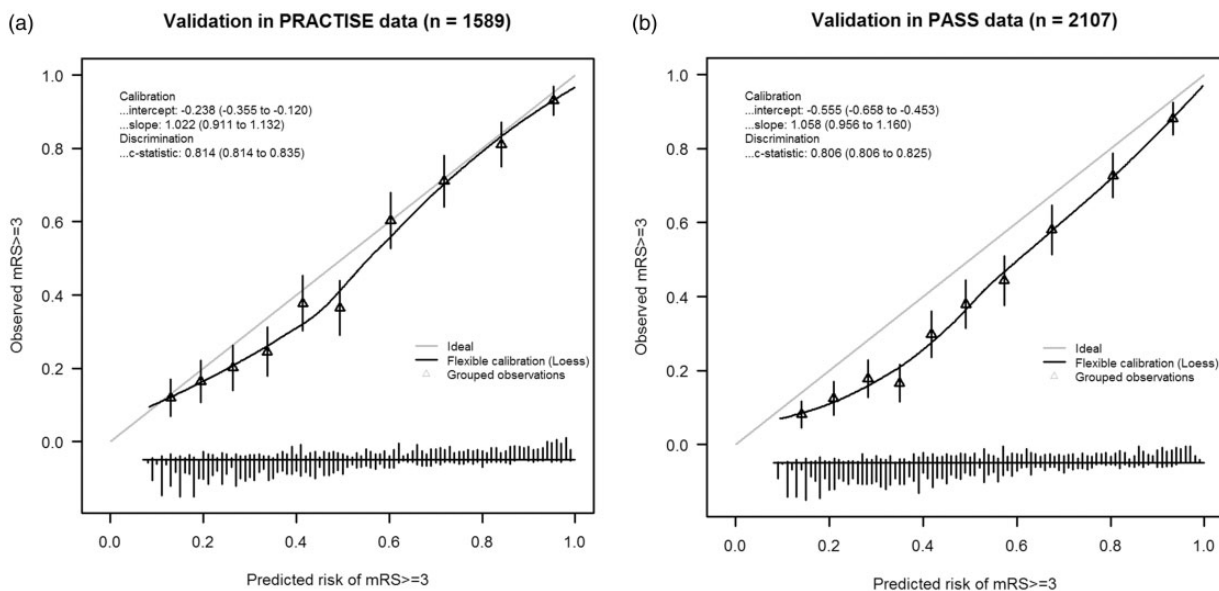 (a)
Validation in PRACTISE data (n = 1589)
Calibration
...intercept: -0.238 (-0.355 to -0.120)
...slope: 1.022 (0.911 to 1.132)
Discrimination
...c-statistic: 0.814 (0.814 to 0.835)
Observed mRS>=3
1.0
0.8
0.6
0.4
0.2
0.0
Ideal
Flexible calibration (Loess)
Grouped observations
0.0 0.2 0.4 0.6 0.8 1.0
Predicted risk of mRS>=3
(b)
Validation in PASS data (n = 2107)
Calibration
...intercept: -0.555 (-0.658 to -0.453)
...slope: 1.058 (0.956 to 1.160)
Discrimination
...c-statistic: 0.806 (0.806 to 0.825)
Observed mRS>=3
1.0
0.8
0.6
0.4
0.2
0.0
Ideal
Flexible calibration (Loess)
Grouped observations
0.0 0.2 0.4 0.6 0.8 1.0
Predicted risk of mRS>=3